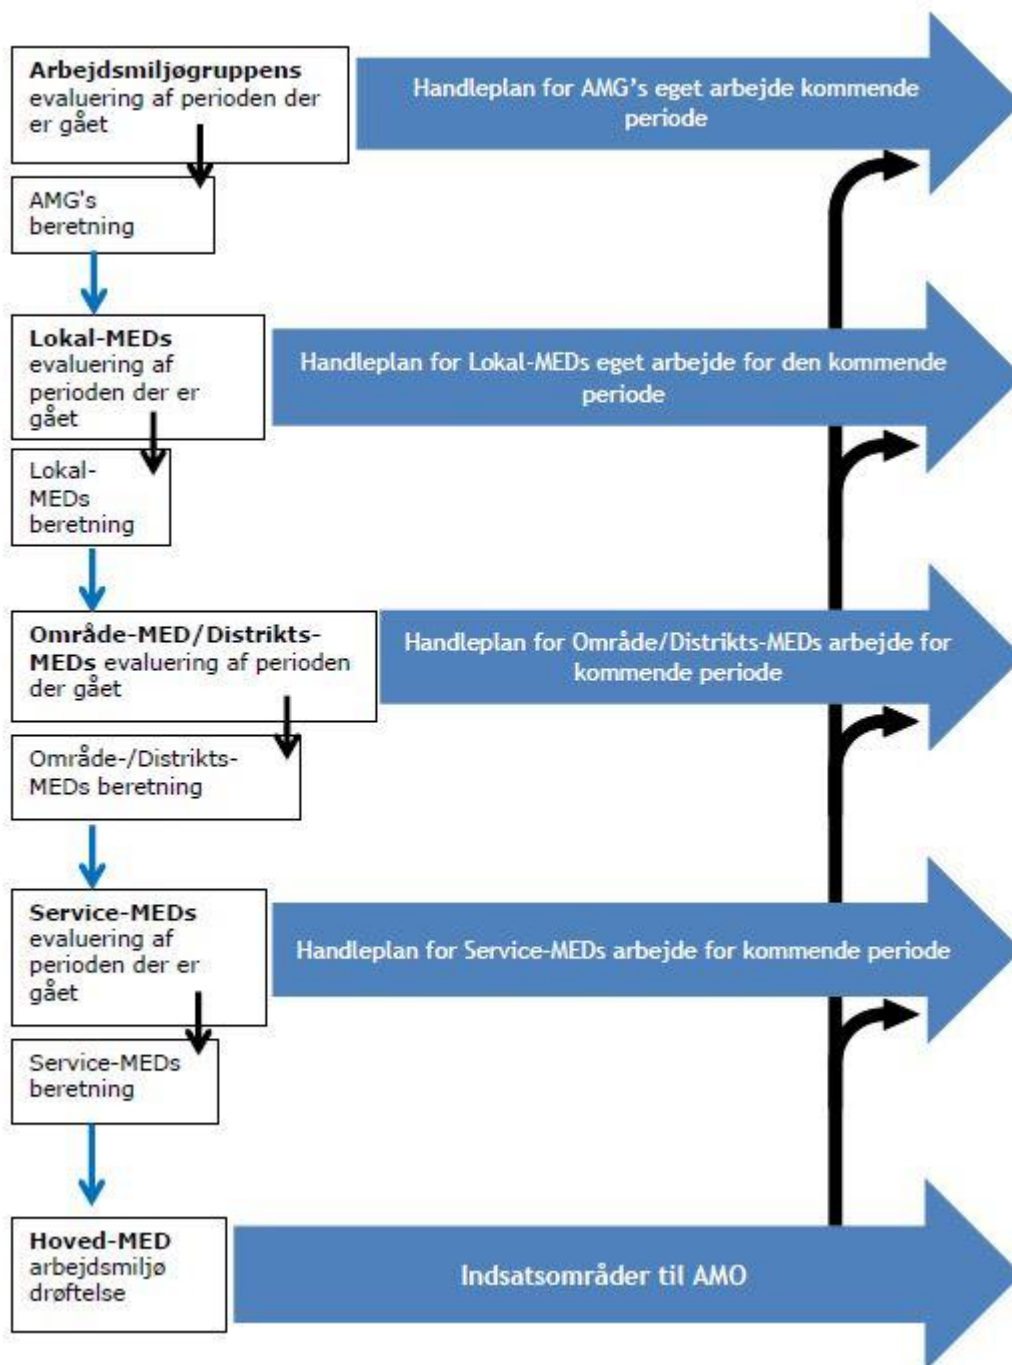 Arbejdsmiljøgruppens
evaluering af perioden der
er gået
Handleplan for AMG’s eget arbejde kommende
periode
AMG's
beretning
Lokal-MEDs
evaluering af
perioden der er
gået
Handleplan for Lokal-MEDs eget arbejde for den kommende
periode
Lokal-
MEDs
beretning
Område-MED/Distrikts-
MEDs evaluering af perioden
der gået
Handleplan for Område/Distrikts-MEDs arbejde for
kommende periode
Område-/Distrikts-
MEDs beretning
Service-MEDs
evaluering af
perioden der er
gået
Handleplan for Service-MEDs arbejde for kommende periode
Service-MEDs
beretning
Hoved-MED
arbejdsmiljø
drøftelse
Indsatsområder til AMO